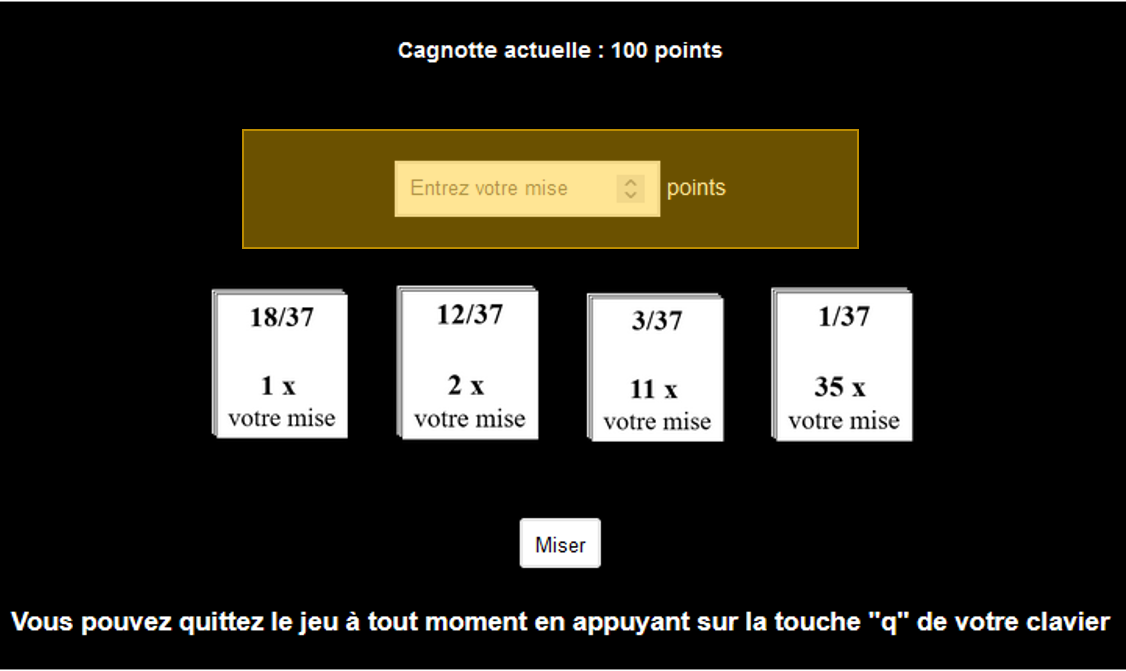 Cagnotte actuelle : 100 points
Entrez votre mise points
18/37 12/37 3/37 1/37
1 x 2 x 11 x 35 x
votre mise votre mise votre mise votre mise
Miser
Vous pouvez quittez le jeu à tout moment en appuyant sur la touche "q" de votre clavier